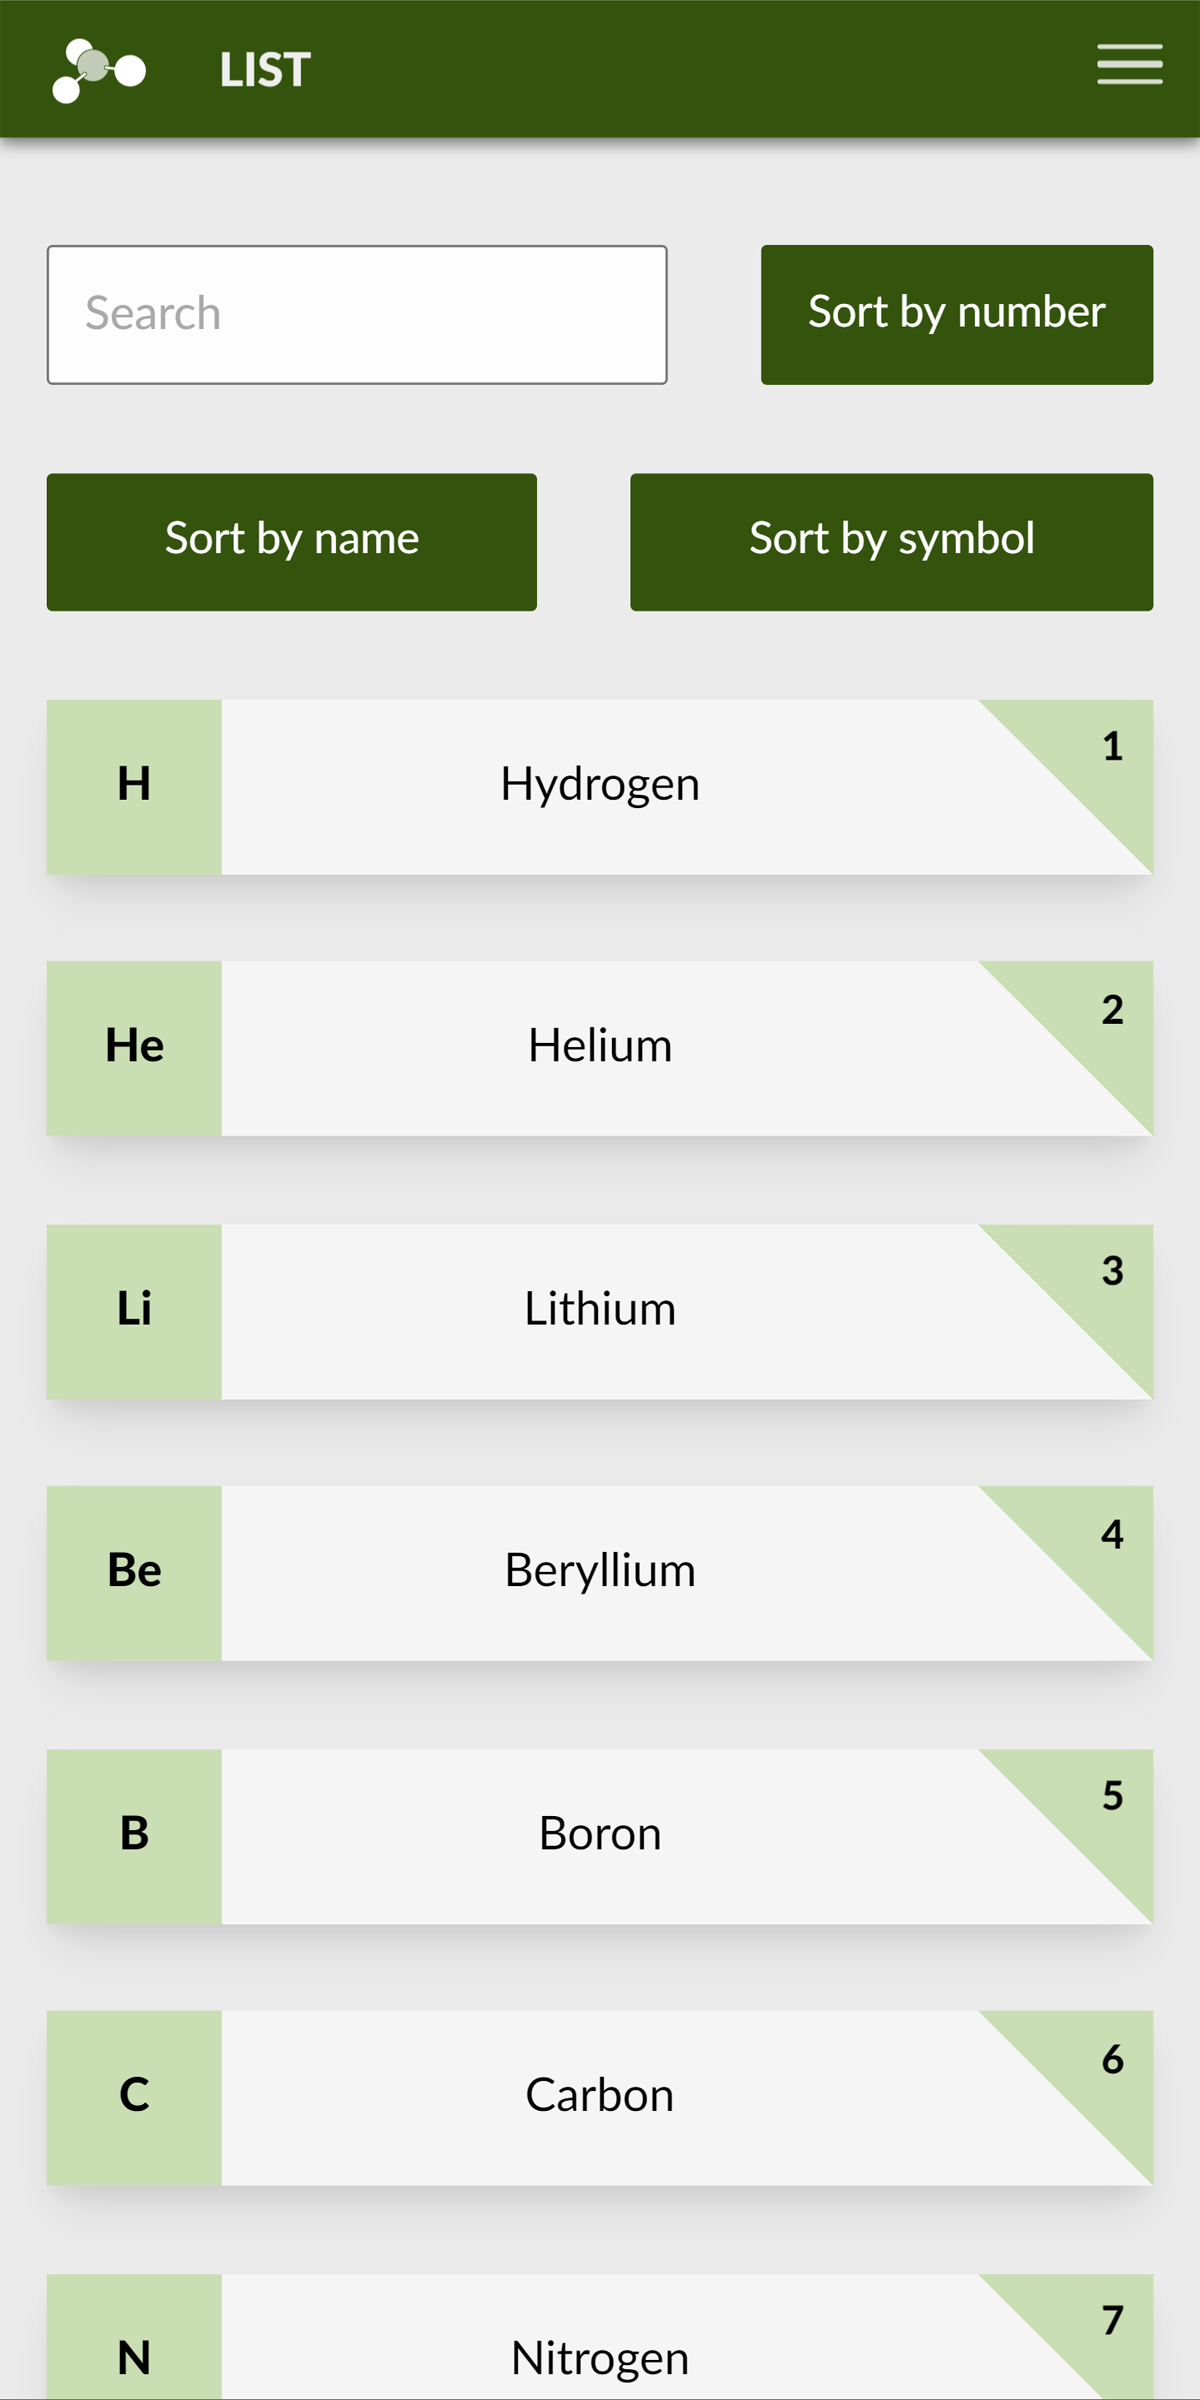 LIST
Search
Sort by number
Sort by name
Sort by symbol
H Hydrogen 1
He Helium 2
Li Lithium 3
Be Beryllium 4
B Boron 5
C Carbon 6
N Nitrogen 7